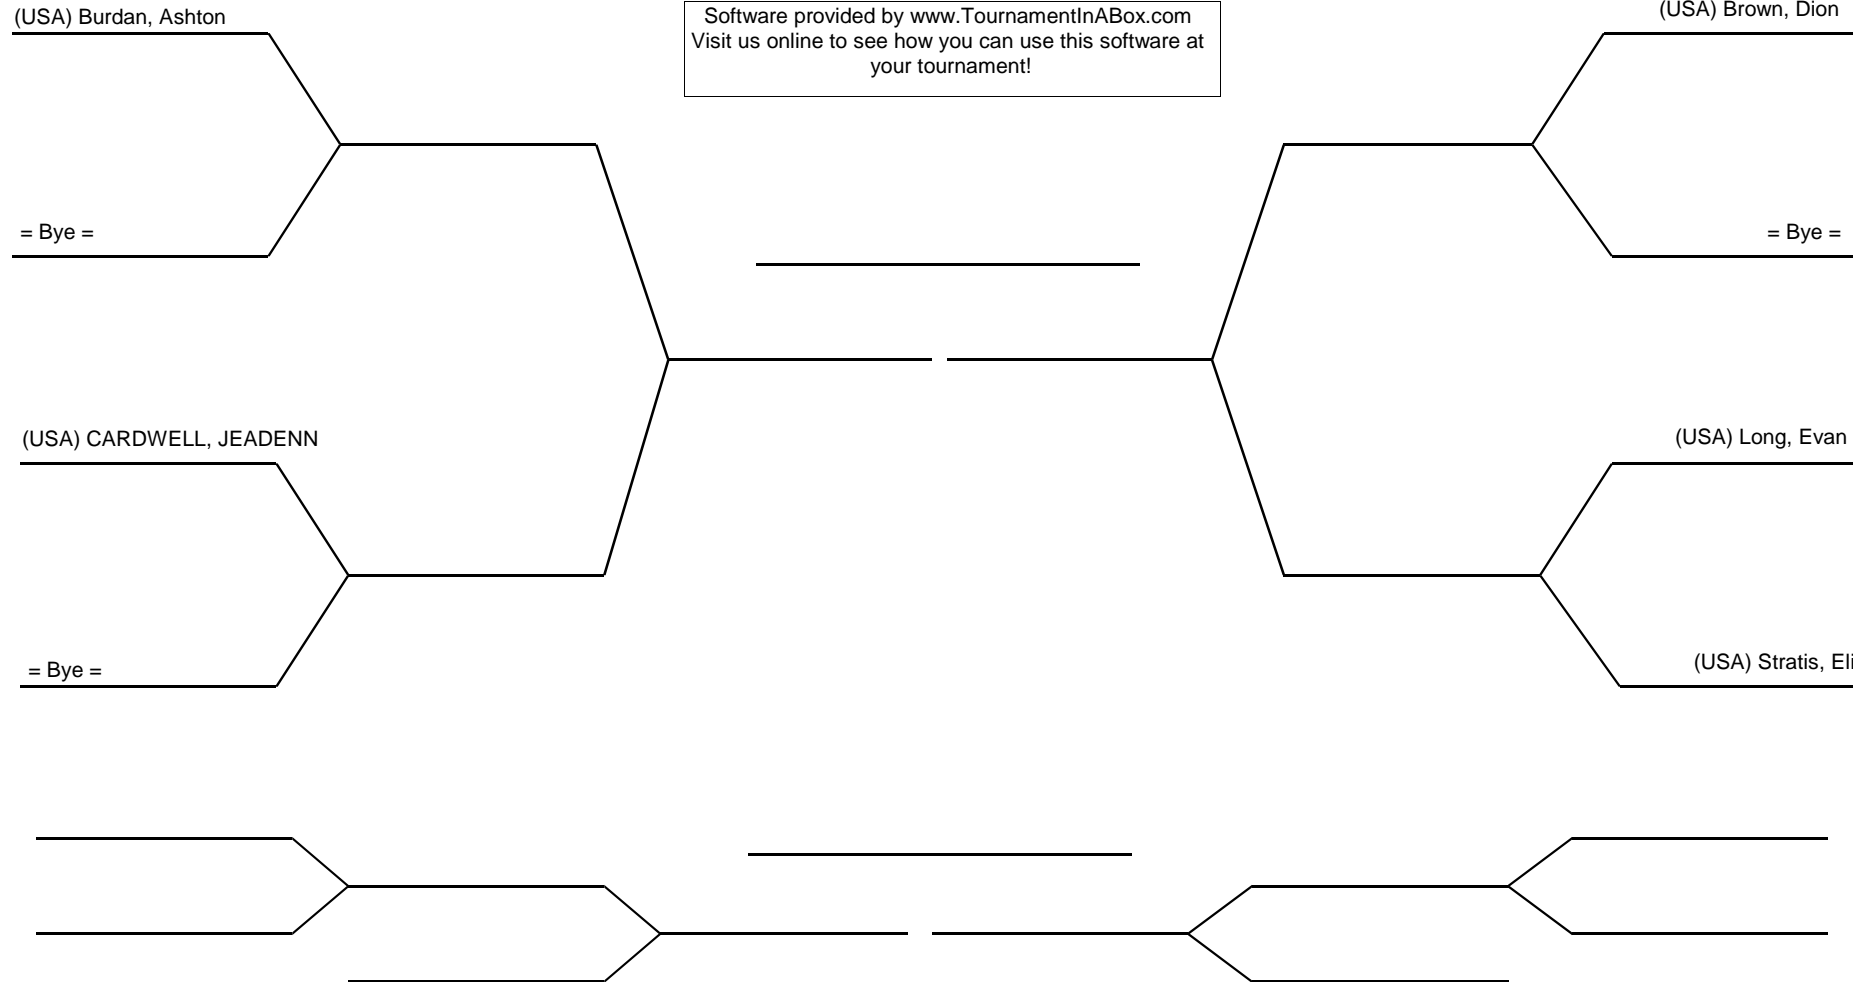 (USA) Burdan, Ashton
Software provided by www.TournamentInABox.com
Visit us online to see how you can use this software at
your tournament!
(USA) Brown, Dion
= Bye =
= Bye =
(USA) CARDWELL, JEADENN
(USA) Long, Evan
= Bye =
(USA) Stratis, Eli